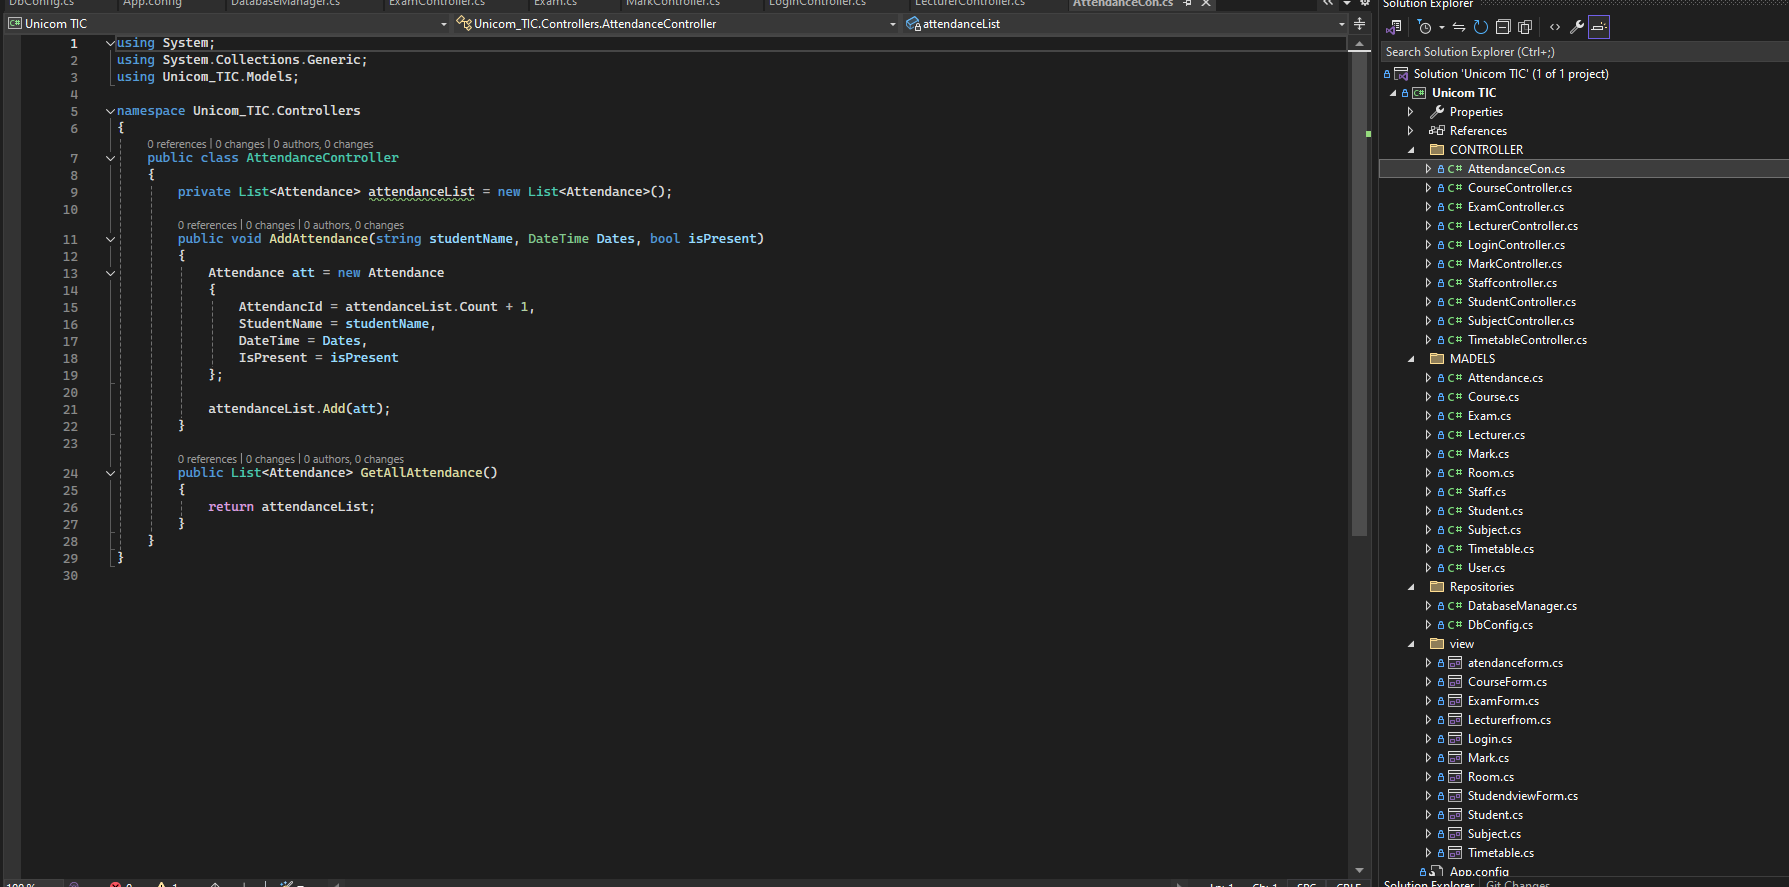 DbConfig.cs App.config DatabaseManager.cs ExamController.cs Exam.cs MarkController.cs LoginController.cs LecturerController.cs AttendanceCon.cs
Unicom TIC Unicom_TIC.Controllers.AttendanceController attendanceList
1 using System;
2 using System.Collections.Generic;
3 using Unicom_TIC.Models;
4
5 namespace Unicom_TIC.Controllers
6 {
0 references | 0 changes | 0 authors, 0 changes
7 public class AttendanceController
8 {
9 private List<Attendance> attendanceList = new List<Attendance>();
10
0 references | 0 changes | 0 authors, 0 changes
11 public void AddAttendance(string studentName, DateTime Dates, bool isPresent)
12 {
13 Attendance att = new Attendance
14 {
15 AttendancId = attendanceList.Count + 1,
16 StudentName = studentName,
17 DateTime = Dates,
18 IsPresent = isPresent
19 };
20
21 attendanceList.Add(att);
22 }
23
0 references | 0 changes | 0 authors, 0 changes
24 public List<Attendance> GetAllAttendance()
25 {
26 return attendanceList;
27 }
28 }
29 }
30
Solution Explorer
Search Solution Explorer (Ctrl+;)
Solution 'Unicom TIC' (1 of 1 project)
C# Unicom TIC
Properties
References
CONTROLLER
C# AttendanceCon.cs
C# CourseController.cs
C# ExamController.cs
C# LecturerController.cs
C# LoginController.cs
C# MarkController.cs
C# Staffcontroller.cs
C# StudentController.cs
C# SubjectController.cs
C# TimetableController.cs
MADELS
C# Attendance.cs
C# Course.cs
C# Exam.cs
C# Lecturer.cs
C# Mark.cs
C# Room.cs
C# Staff.cs
C# Student.cs
C# Subject.cs
C# Timetable.cs
C# User.cs
Repositories
C# DatabaseManager.cs
C# DbConfig.cs
view
atendanceform.cs
CourseForm.cs
ExamForm.cs
Lecturerfrom.cs
Login.cs
Mark.cs
Room.cs
StudendviewForm.cs
Student.cs
Subject.cs
Timetable.cs
App.config
Solution Explorer Git Changes